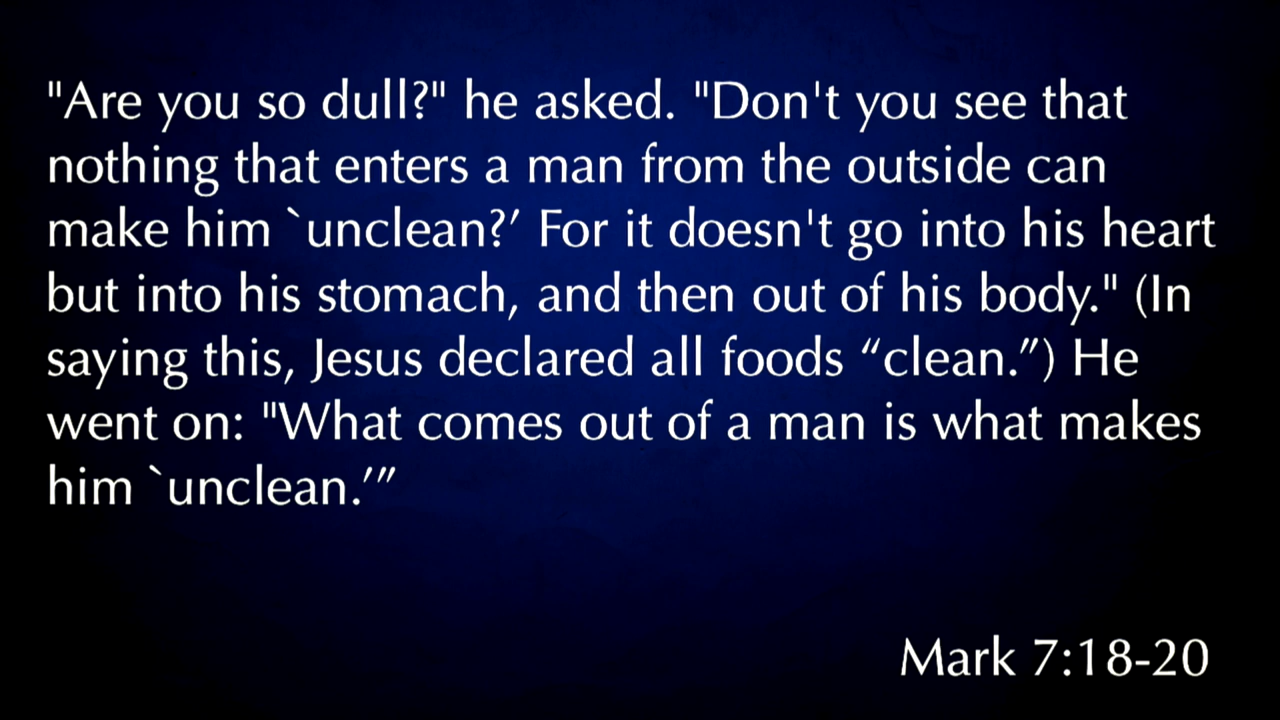 "Are you so dull?" he asked. "Don't you see that
nothing that enters a man from the outside can
make him `unclean?’ For it doesn't go into his heart
but into his stomach, and then out of his body." (In
saying this, Jesus declared all foods “clean.”) He
went on: "What comes out of a man is what makes
him `unclean.’”
Mark 7:18-20